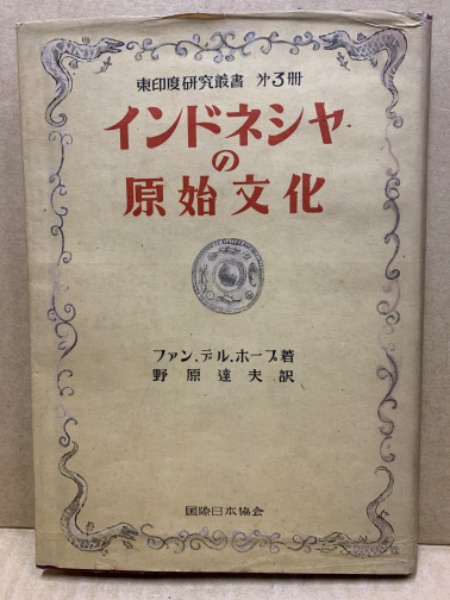 東印度研究叢書 㐧3册
インドネシヤ
の
原始文化
ファン.デル.ホープ著
野原達夫訳
国際日本協会